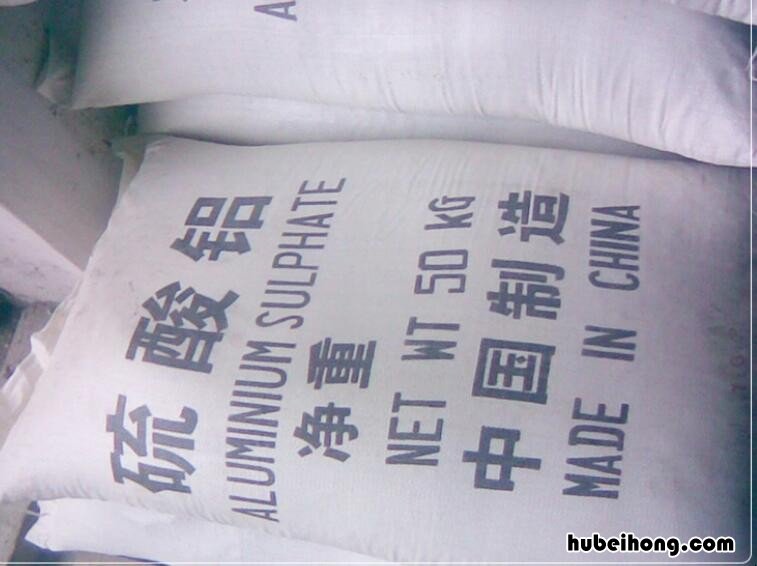 硫酸铝
ALUMINIUM SULPHATE
净重
NET WT 50 KG
中国制造
MADE IN CHINA
hubeihong.com